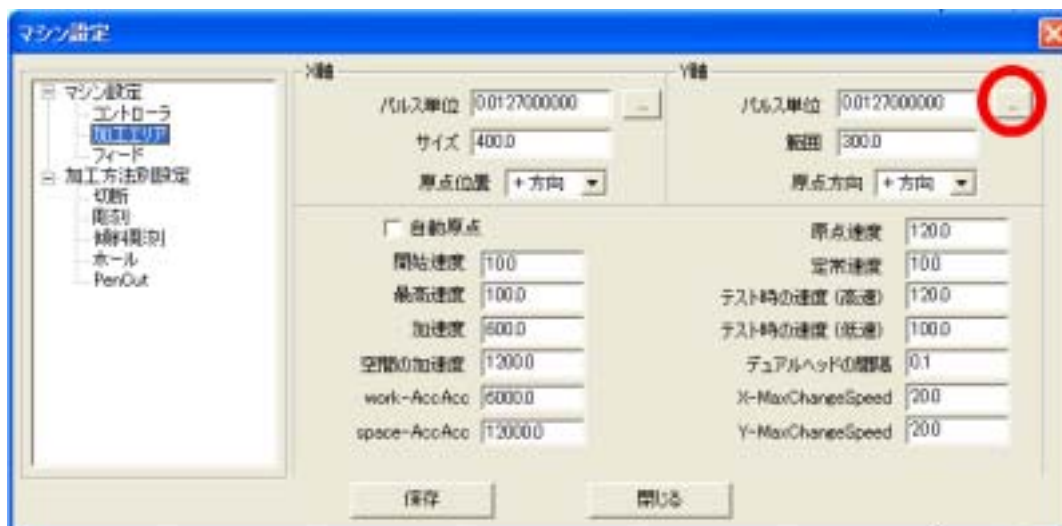 マシン設定
マシン設定
コントローラ
加工エリア
フィード
加工方法別設定
切断
彫刻
傾斜彫刻
ホール
PenCut
X軸
パルス単位 0.0127000000 ...
サイズ 400.0
原点位置 +方向
Y軸
パルス単位 0.0127000000 ...
範囲 300.0
原点方向 +方向
自動原点
開始速度 10.0
最高速度 100.0
加速度 600.0
空間の加速度 1200.0
work-AccAcc 6000.0
space-AccAcc 12000.0
原点速度 120.0
定常速度 10.0
テスト時の速度(高速) 120.0
テスト時の速度(低速) 100.0
デュアルヘッドの間隔 0.1
X-MaxChangeSpeed 20.0
Y-MaxChangeSpeed 20.0
保存
閉じる